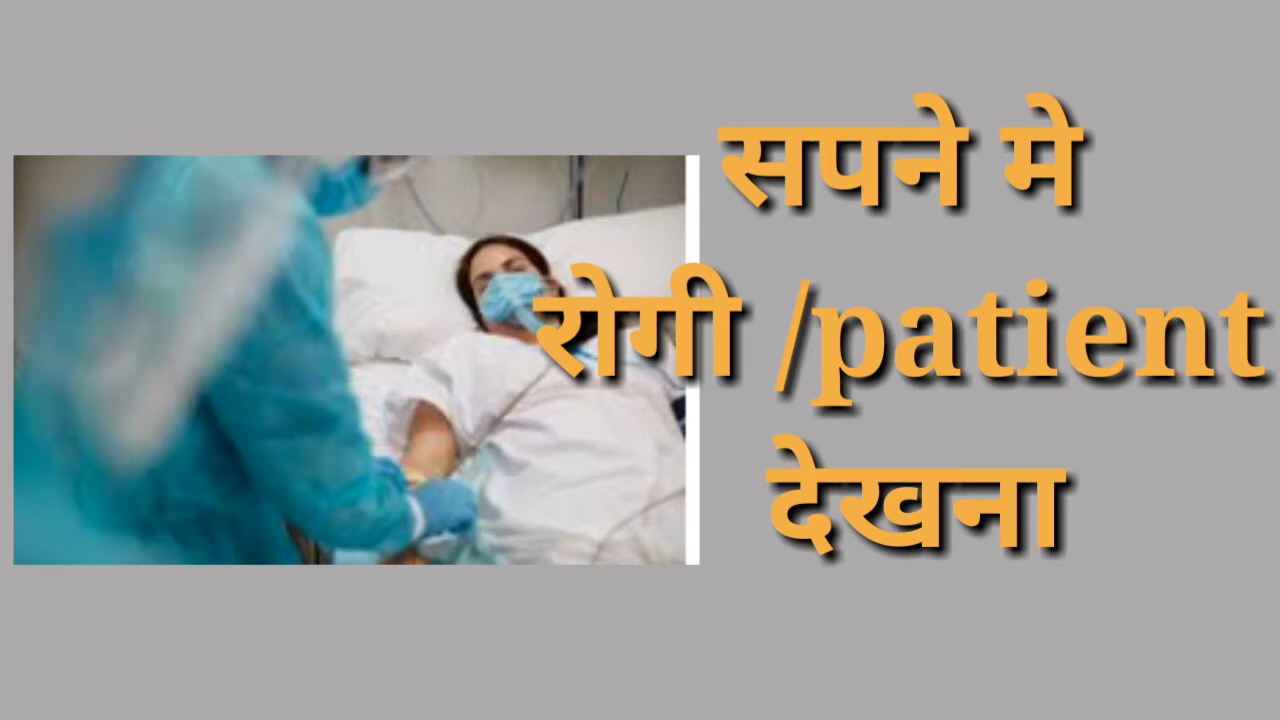 सपने मे
रोगी /patient
देखना